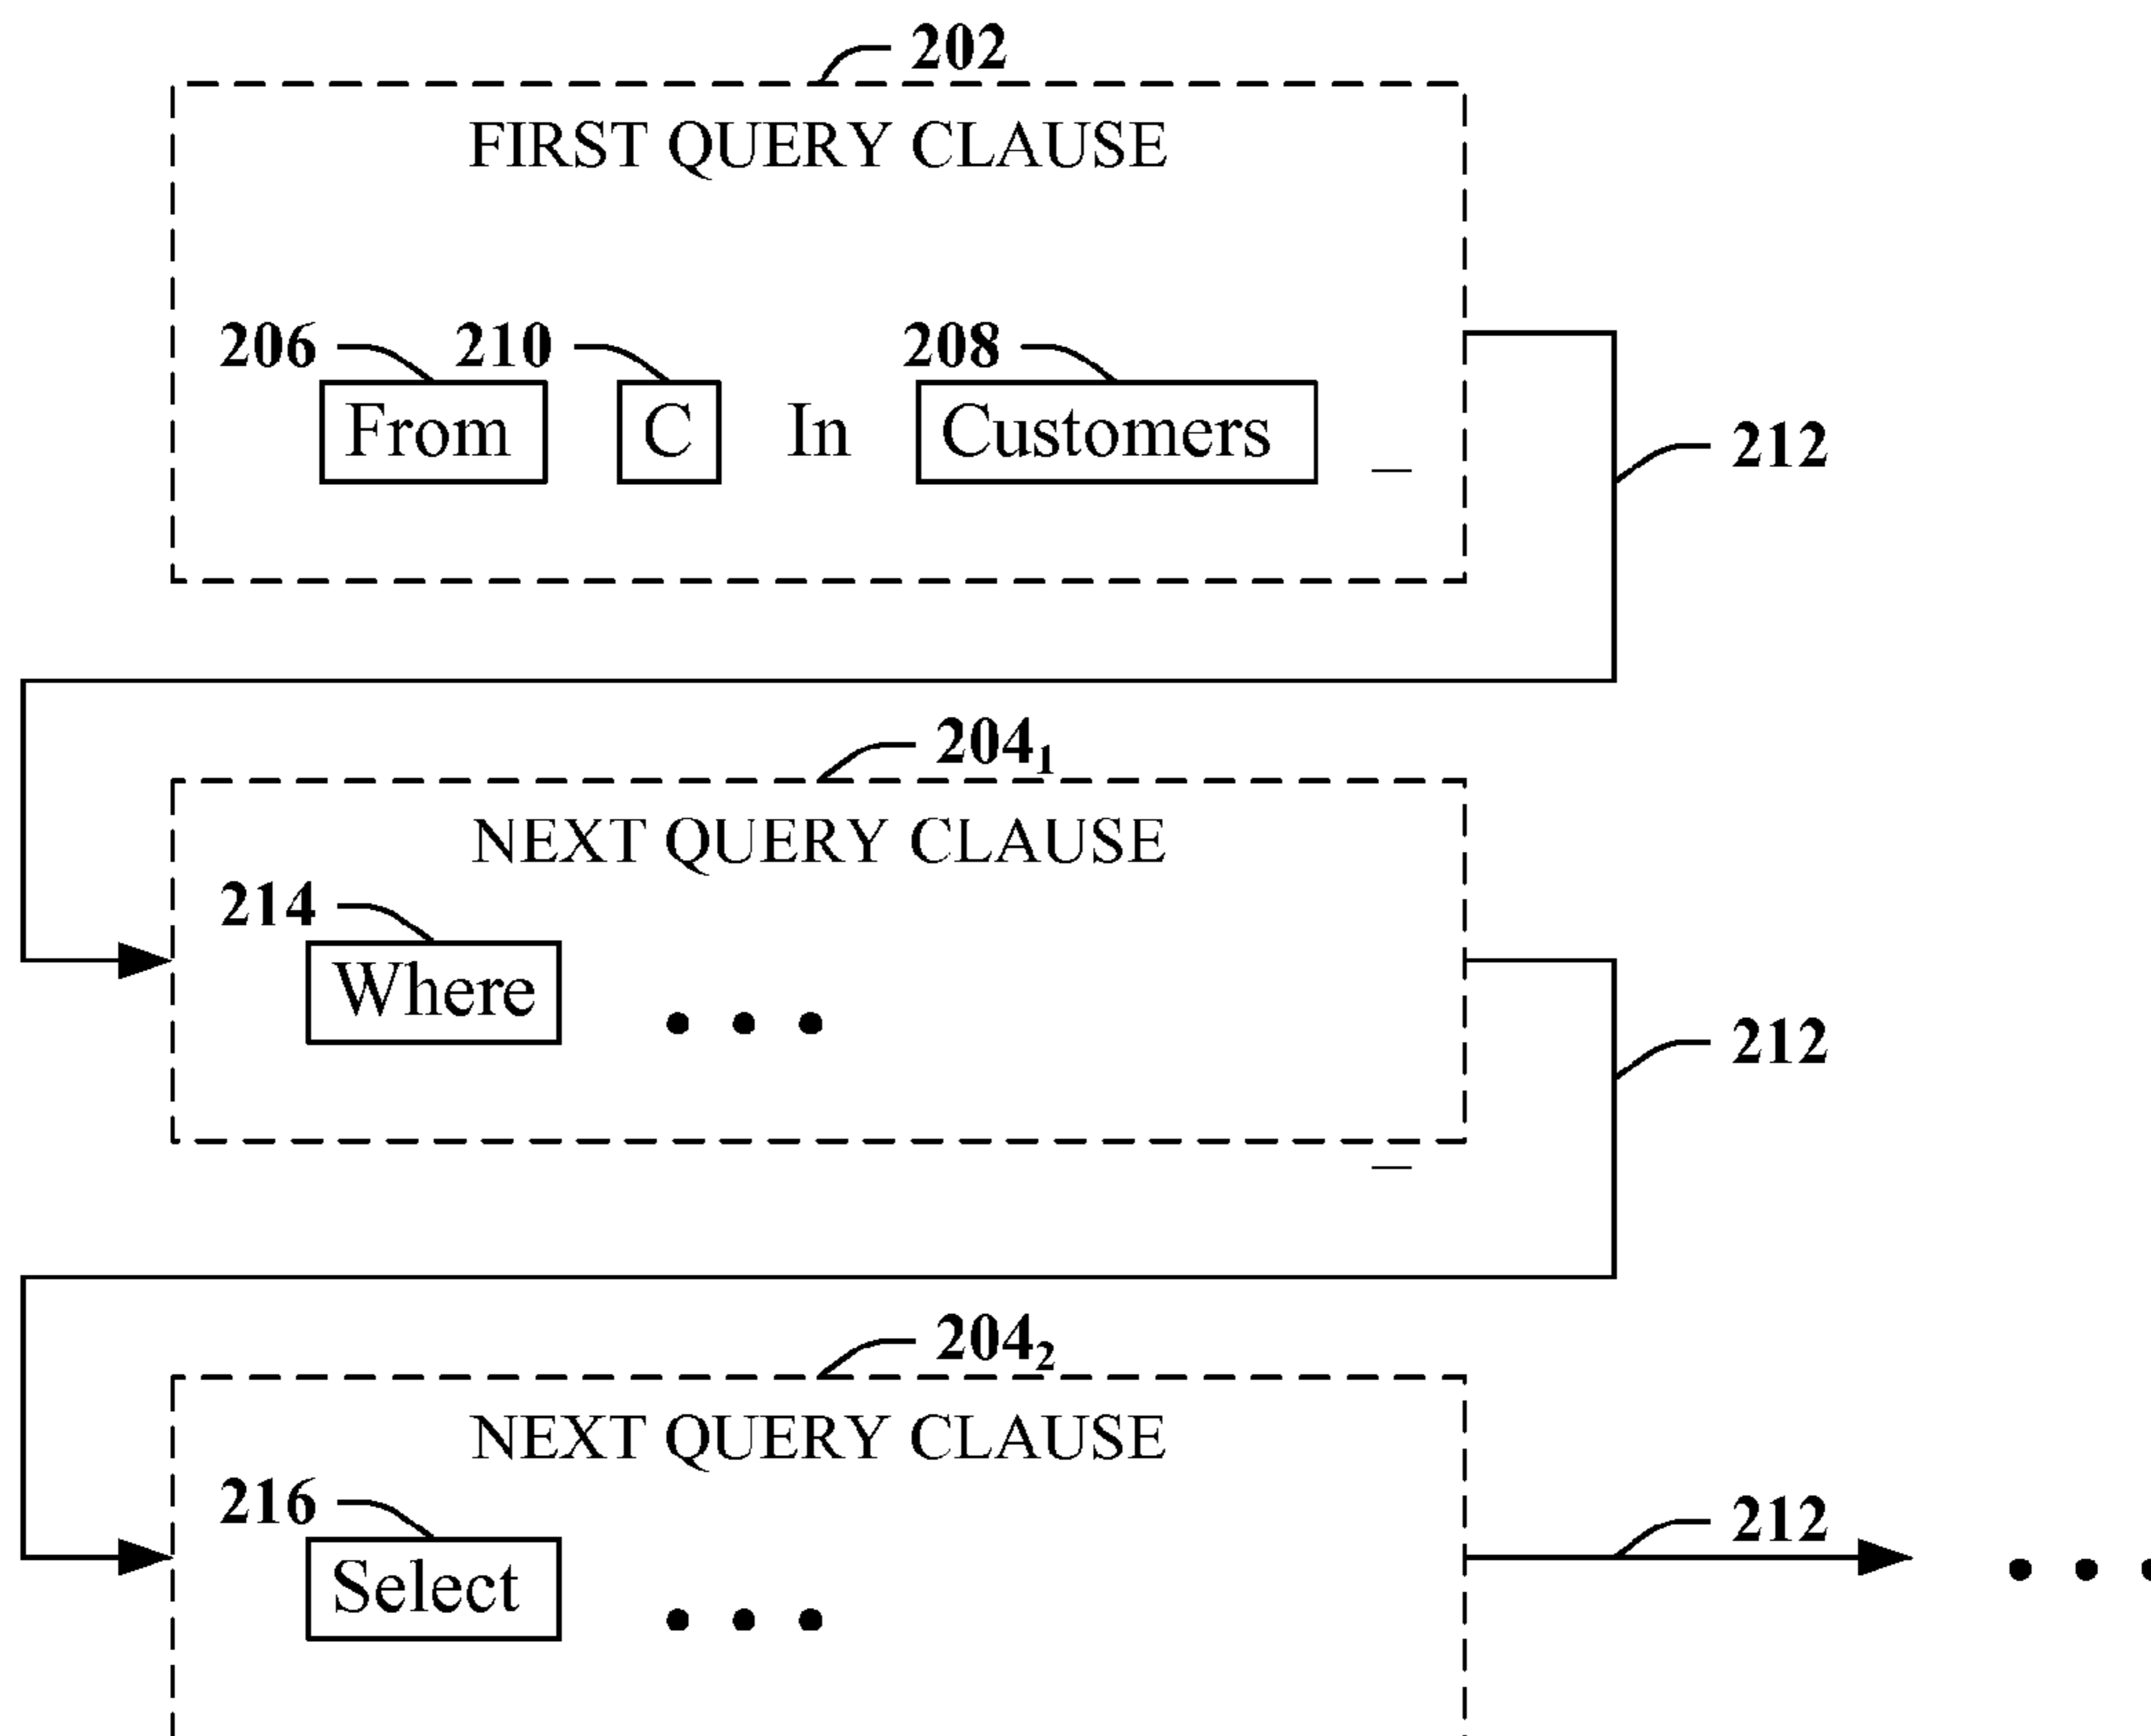 202
FIRST QUERY CLAUSE
206 210 208
From C In Customers _
212
204₁
NEXT QUERY CLAUSE
214
Where • • •
_
212
204₂
NEXT QUERY CLAUSE
216 212
Select • • • • • •